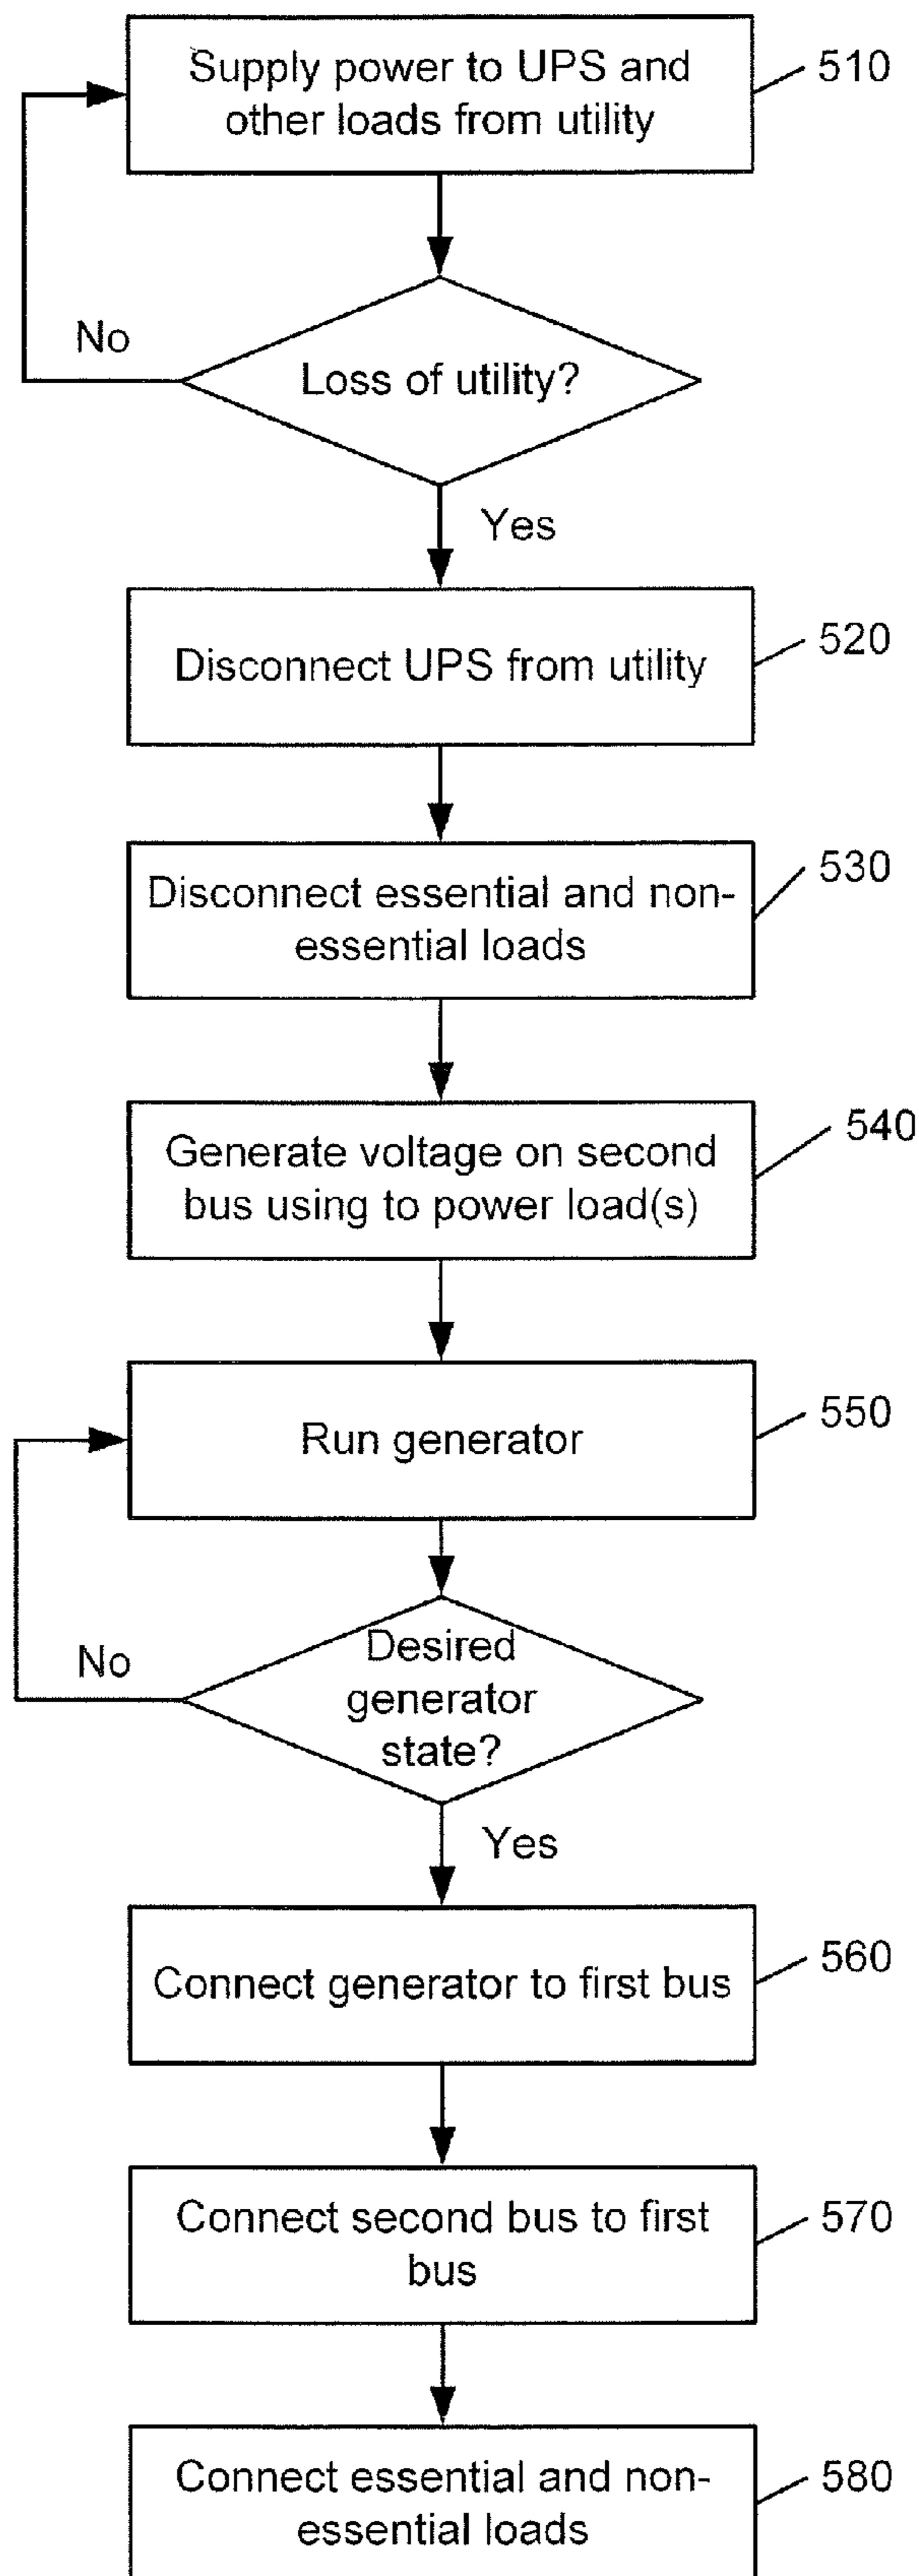 Supply power to UPS and
other loads from utility
510
No
Loss of utility?
Yes
Disconnect UPS from utility
520
Disconnect essential and non-
essential loads
530
Generate voltage on second
bus using to power load(s)
540
Run generator
550
No
Desired
generator
state?
Yes
Connect generator to first bus
560
Connect second bus to first
bus
570
Connect essential and non-
essential loads
580